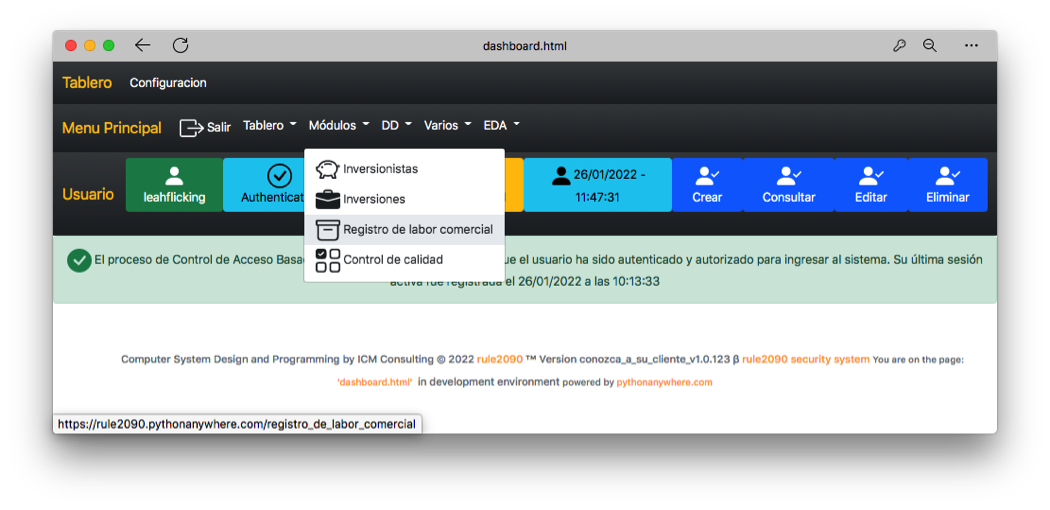 dashboard.html
Tablero Configuracion
Menu Principal Salir Tablero Módulos DD Varios EDA
Inversionistas
Inversiones
Registro de labor comercial
Control de calidad
Usuario leahflicking 26/01/2022 -
11:47:31 Crear Consultar Editar Eliminar
El proceso de Control de Acceso el usuario ha sido autenticado y autorizado para ingresar al sistema. Su última sesión
activa fue registrada el 26/01/2022 a las 10:13:33
Computer System Design and Programming by ICM Consulting © 2022 rule2090 ™ Version conozca_a_su_cliente_v1.0.123 β rule2090 security system You are on the page:
'dashboard.html' in development environment powered by pythonanywhere.com
https://rule2090.pythonanywhere.com/registro_de_labor_comercial